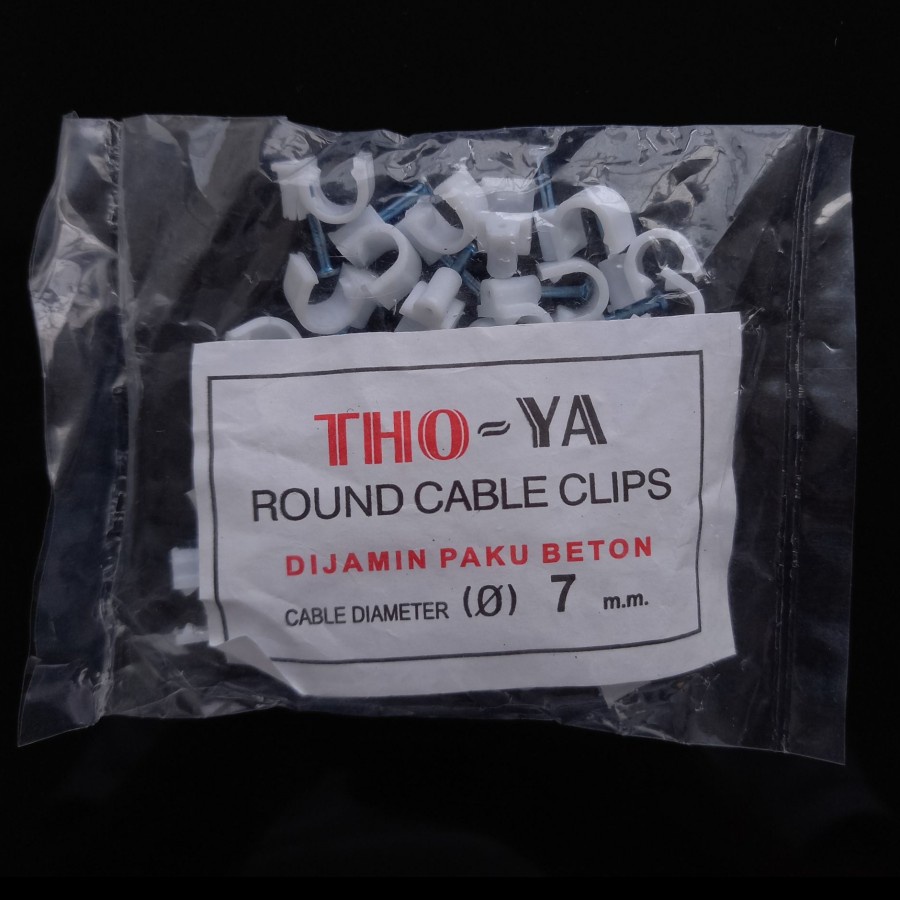 THO-YA
ROUND CABLE CLIPS
DIJAMIN PAKU BETON
CABLE DIAMETER (Ø) 7 m.m.